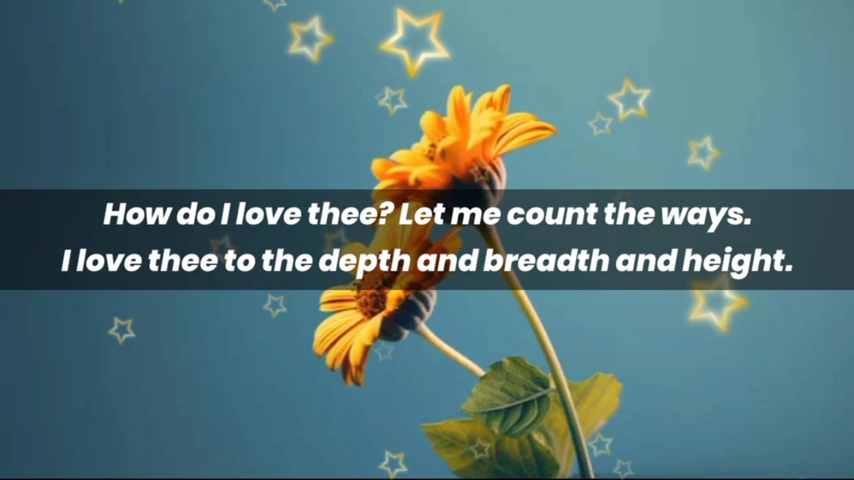 How do I love thee? Let me count the ways.
I love thee to the depth and breadth and height.